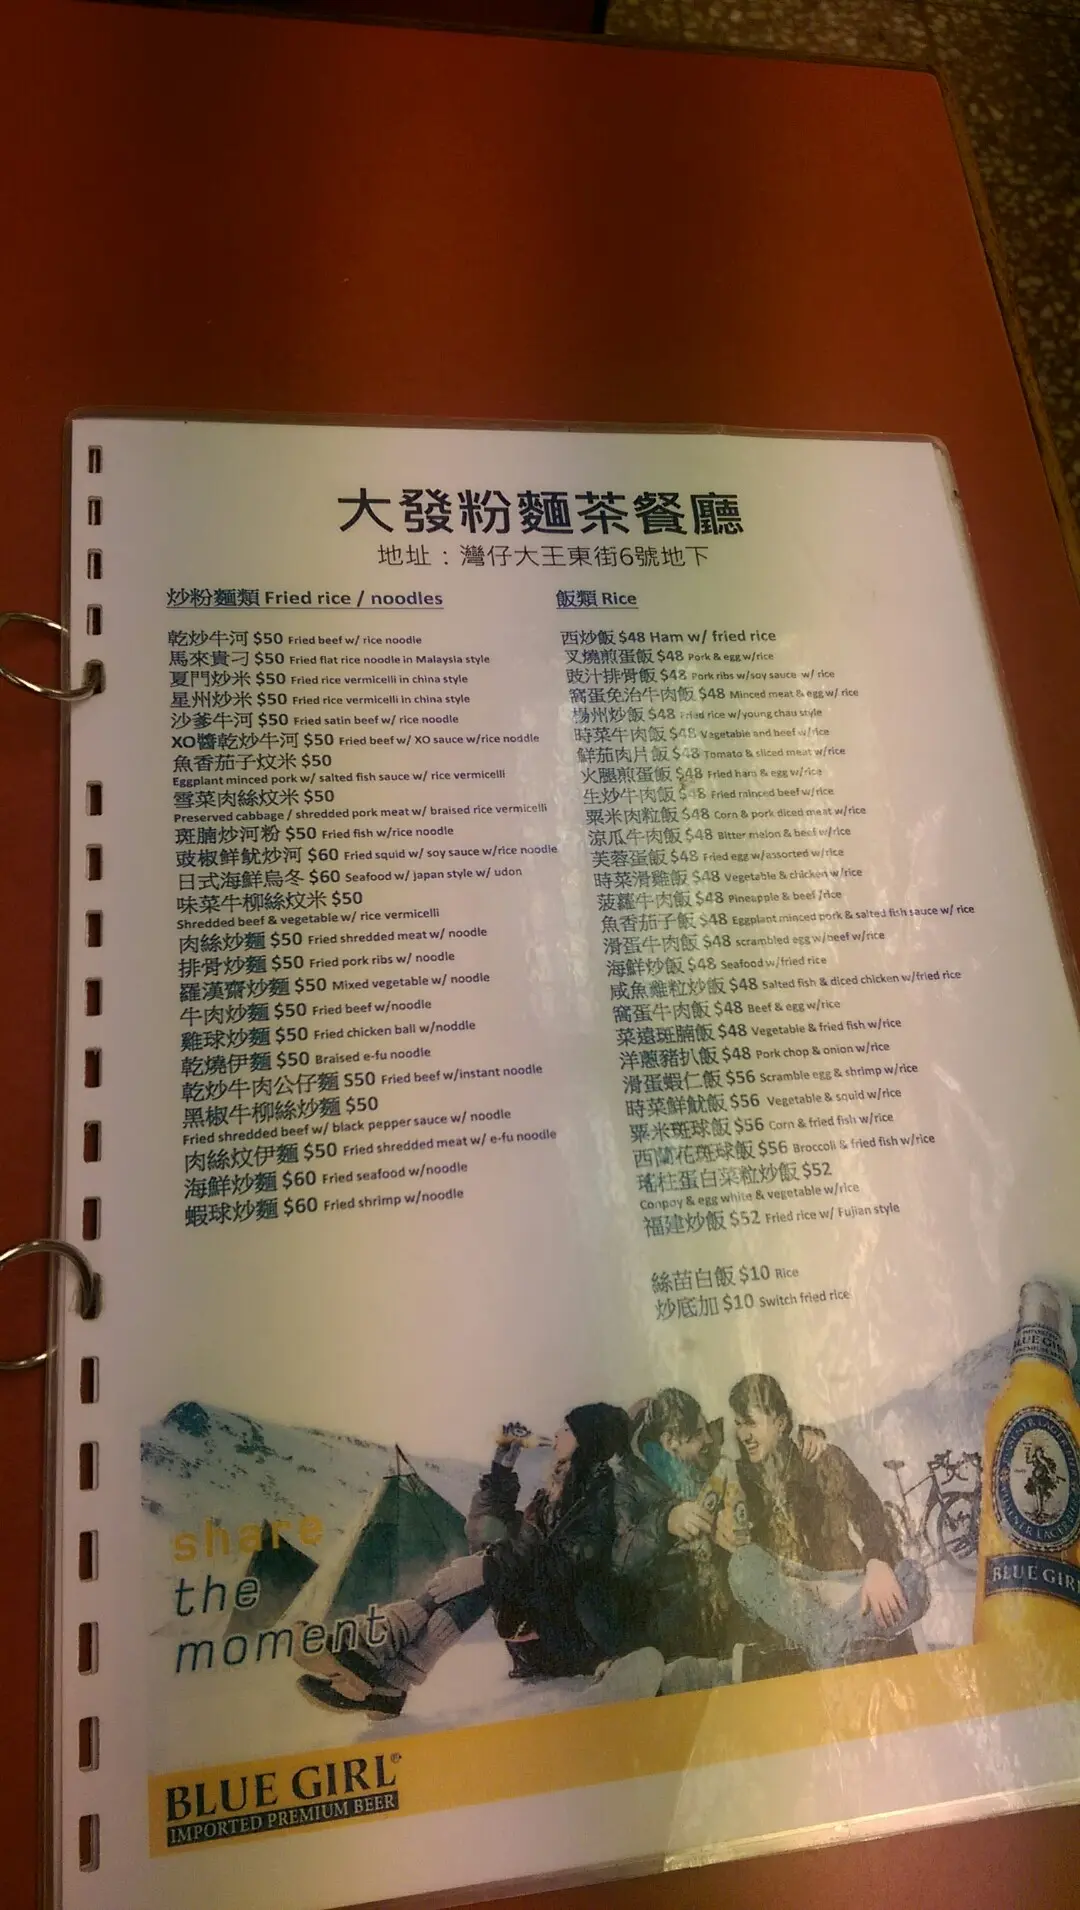 大發粉麵茶餐廳
地址：灣仔大王東街6號地下
炒粉麵類 Fried rice / noodles
乾炒牛河 $50 Fried beef w/ rice noodle
馬來貴刁 $50 Fried flat rice noodle in Malaysia style
夏門炒米 $50 Fried rice vermicelli in china style
星州炒米 $50 Fried rice vermicelli in china style
沙爹牛河 $50 Fried satin beef w/ rice noodle
XO醬乾炒牛河 $50 Fried beef w/ XO sauce w/rice noddle
魚香茄子炆米 $50
Eggplant minced pork w/ salted fish sauce w/ rice vermicelli
雪菜肉絲炆米 $50
Preserved cabbage / shredded pork meat w/ braised rice vermicelli
斑腩炒河粉 $50 Fried fish w/rice noodle
豉椒鮮魷炒河 $60 Fried squid w/ soy sauce w/rice noodle
日式海鮮烏冬 $60 Seafood w/ japan style w/ udon
味菜牛柳絲炆米 $50
Shredded beef & vegetable w/ rice vermicelli
肉絲炒麵 $50 Fried shredded meat w/ noodle
排骨炒麵 $50 Fried pork ribs w/ noodle
羅漢齋炒麵 $50 Mixed vegetable w/ noodle
牛肉炒麵 $50 Fried beef w/noodle
雞球炒麵 $50 Fried chicken ball w/noddle
乾燒伊麵 $50 Braised e-fu noodle
乾炒牛肉公仔麵 $50 Fried beef w/instant noodle
黑椒牛柳絲炒麵 $50
Fried shredded beef w/ black pepper sauce w/ noodle
肉絲炆伊麵 $50 Fried shredded meat w/ e-fu noodle
海鮮炒麵 $60 Fried seafood w/noodle
蝦球炒麵 $60 Fried shrimp w/noodle
飯類 Rice
西炒飯 $48 Ham w/ fried rice
叉燒煎蛋飯 $48 Pork & egg w/rice
豉汁排骨飯 $48 Pork ribs w/soy sauce w/ rice
窩蛋免治牛肉飯 $48 Minced meat & egg w/ rice
楊州炒飯 $48 Fried rice w/young chau style
時菜牛肉飯 $48 Vegetable and beef w/rice
鮮茄肉片飯 $48 Tomato & sliced meat w/rice
火腿煎蛋飯 $48 Fried ham & egg w/rice
生炒牛肉飯 $48 Fried minced beef w/rice
粟米肉粒飯 $48 Corn & pork diced meat w/rice
涼瓜牛肉飯 $48 Bitter melon & beef w/rice
芙蓉蛋飯 $48 Fried egg w/assorted w/rice
時菜滑雞飯 $48 Vegetable & chicken w/rice
菠蘿牛肉飯 $48 Pineapple & beef /rice
魚香茄子飯 $48 Eggplant minced pork & salted fish sauce w/ rice
滑蛋牛肉飯 $48 scrambled egg w/beef w/rice
海鮮炒飯 $48 Seafood w/fried rice
咸魚雞粒炒飯 $48 Salted fish & diced chicken w/fried rice
窩蛋牛肉飯 $48 Beef & egg w/rice
菜遠斑腩飯 $48 Vegetable & fried fish w/rice
洋蔥豬扒飯 $48 Pork chop & onion w/rice
滑蛋蝦仁飯 $56 Scramble egg & shrimp w/rice
時菜鮮魷飯 $56 Vegetable & squid w/rice
粟米斑球飯 $56 Corn & fried fish w/rice
西蘭花斑球飯 $56 Broccoli & fried fish w/rice
瑤柱蛋白菜粒炒飯 $52
Conpoy & egg white & vegetable w/rice
福建炒飯 $52 Fried rice w/ Fujian style
絲苗白飯 $10 Rice
炒底加 $10 Switch fried rice
share
the
moment
BLUE GIRL®
IMPORTED PREMIUM BEER
BLUE GIRL
BLUE GIR